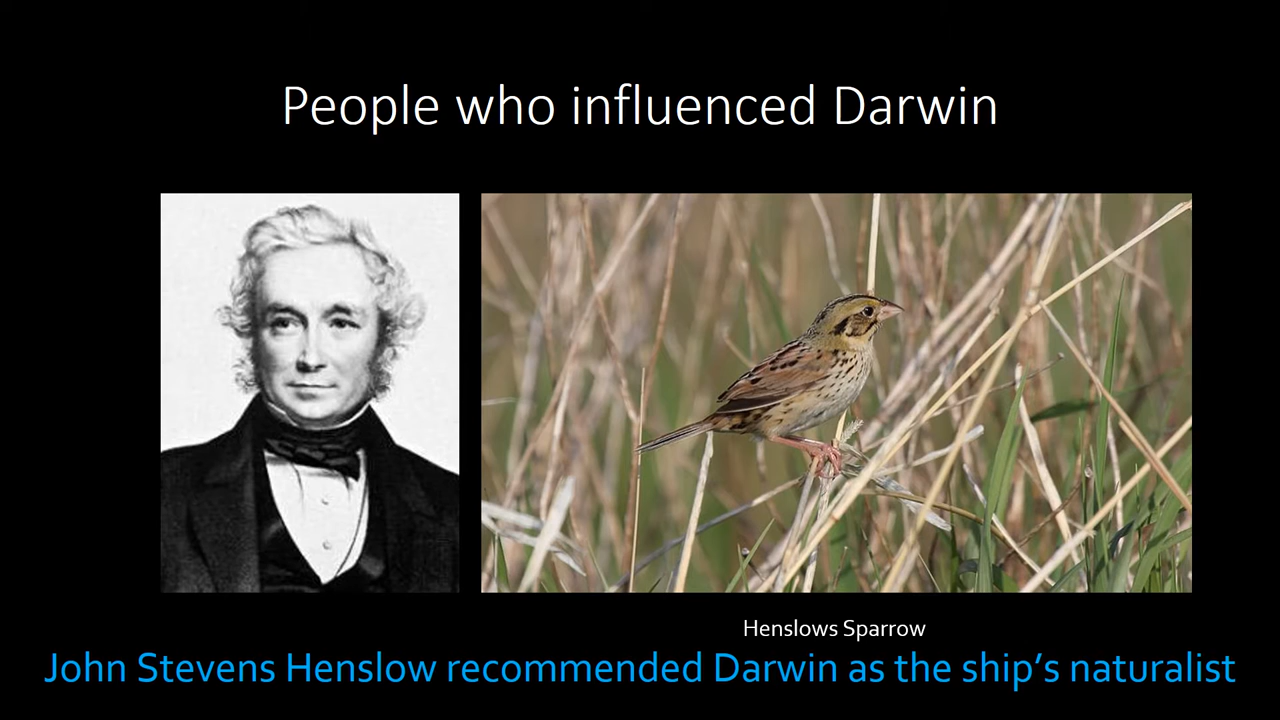 People who influenced Darwin
Henslows Sparrow
John Stevens Henslow recommended Darwin as the ship’s naturalist